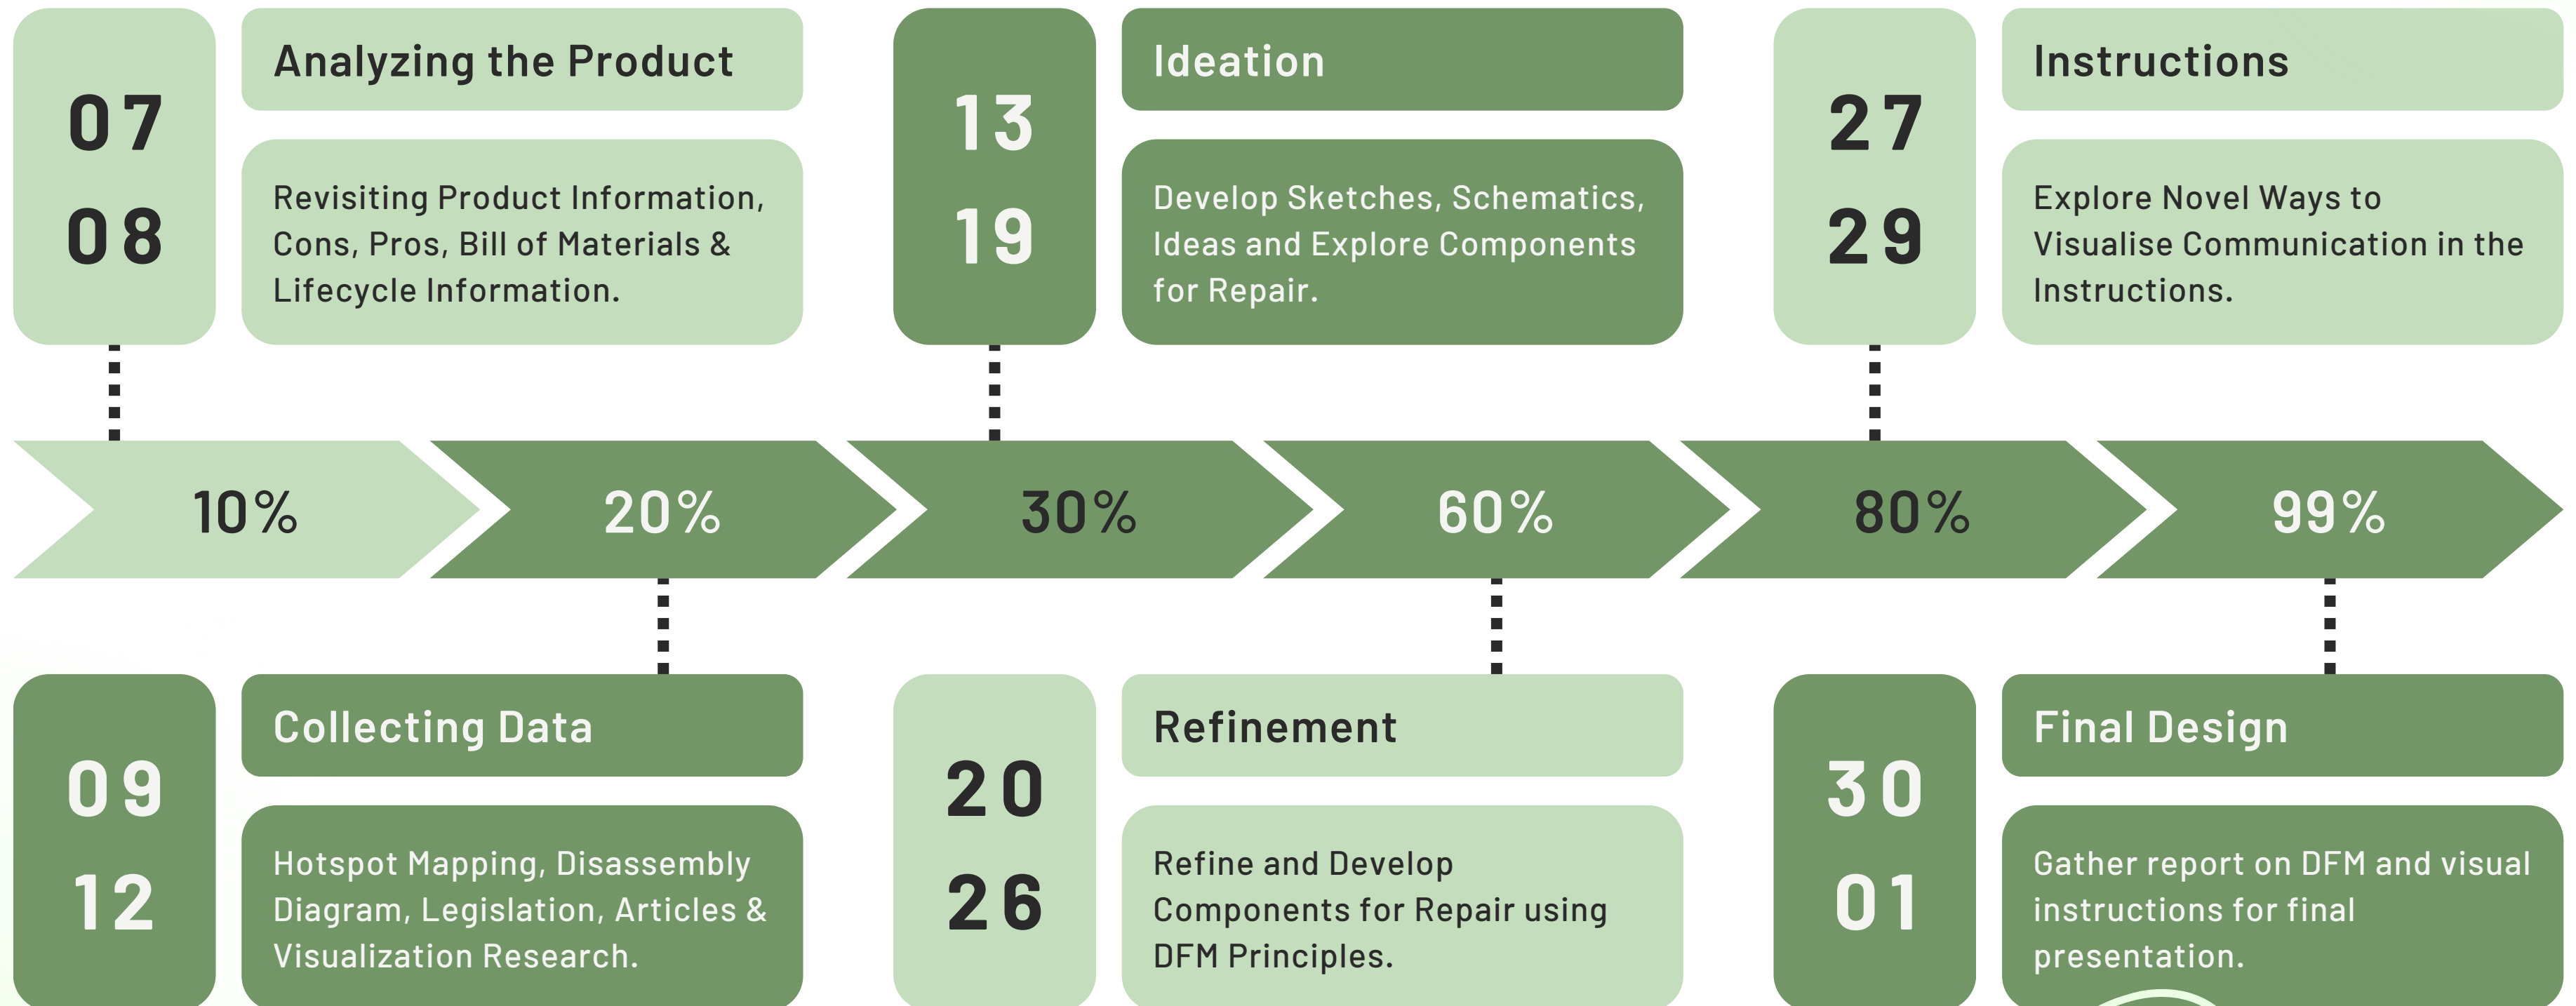 07
08
Analyzing the Product
Revisiting Product Information,
Cons, Pros, Bill of Materials &
Lifecycle Information.
13
19
Ideation
Develop Sketches, Schematics,
Ideas and Explore Components
for Repair.
27
29
Instructions
Explore Novel Ways to
Visualise Communication in the
Instructions.
10%
20%
30%
60%
80%
99%
09
12
Collecting Data
Hotspot Mapping, Disassembly
Diagram, Legislation, Articles &
Visualization Research.
20
26
Refinement
Refine and Develop
Components for Repair using
DFM Principles.
30
01
Final Design
Gather report on DFM and visual
instructions for final
presentation.